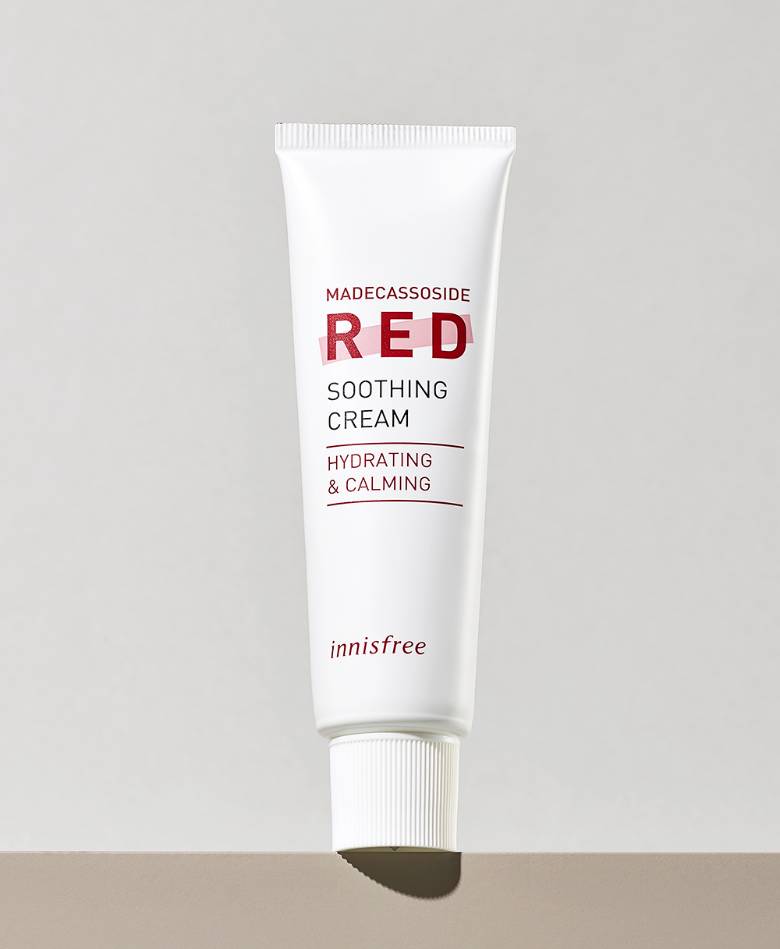 MADECASSOSIDE
RED
SOOTHING
CREAM
HYDRATING
& CALMING
innisfree